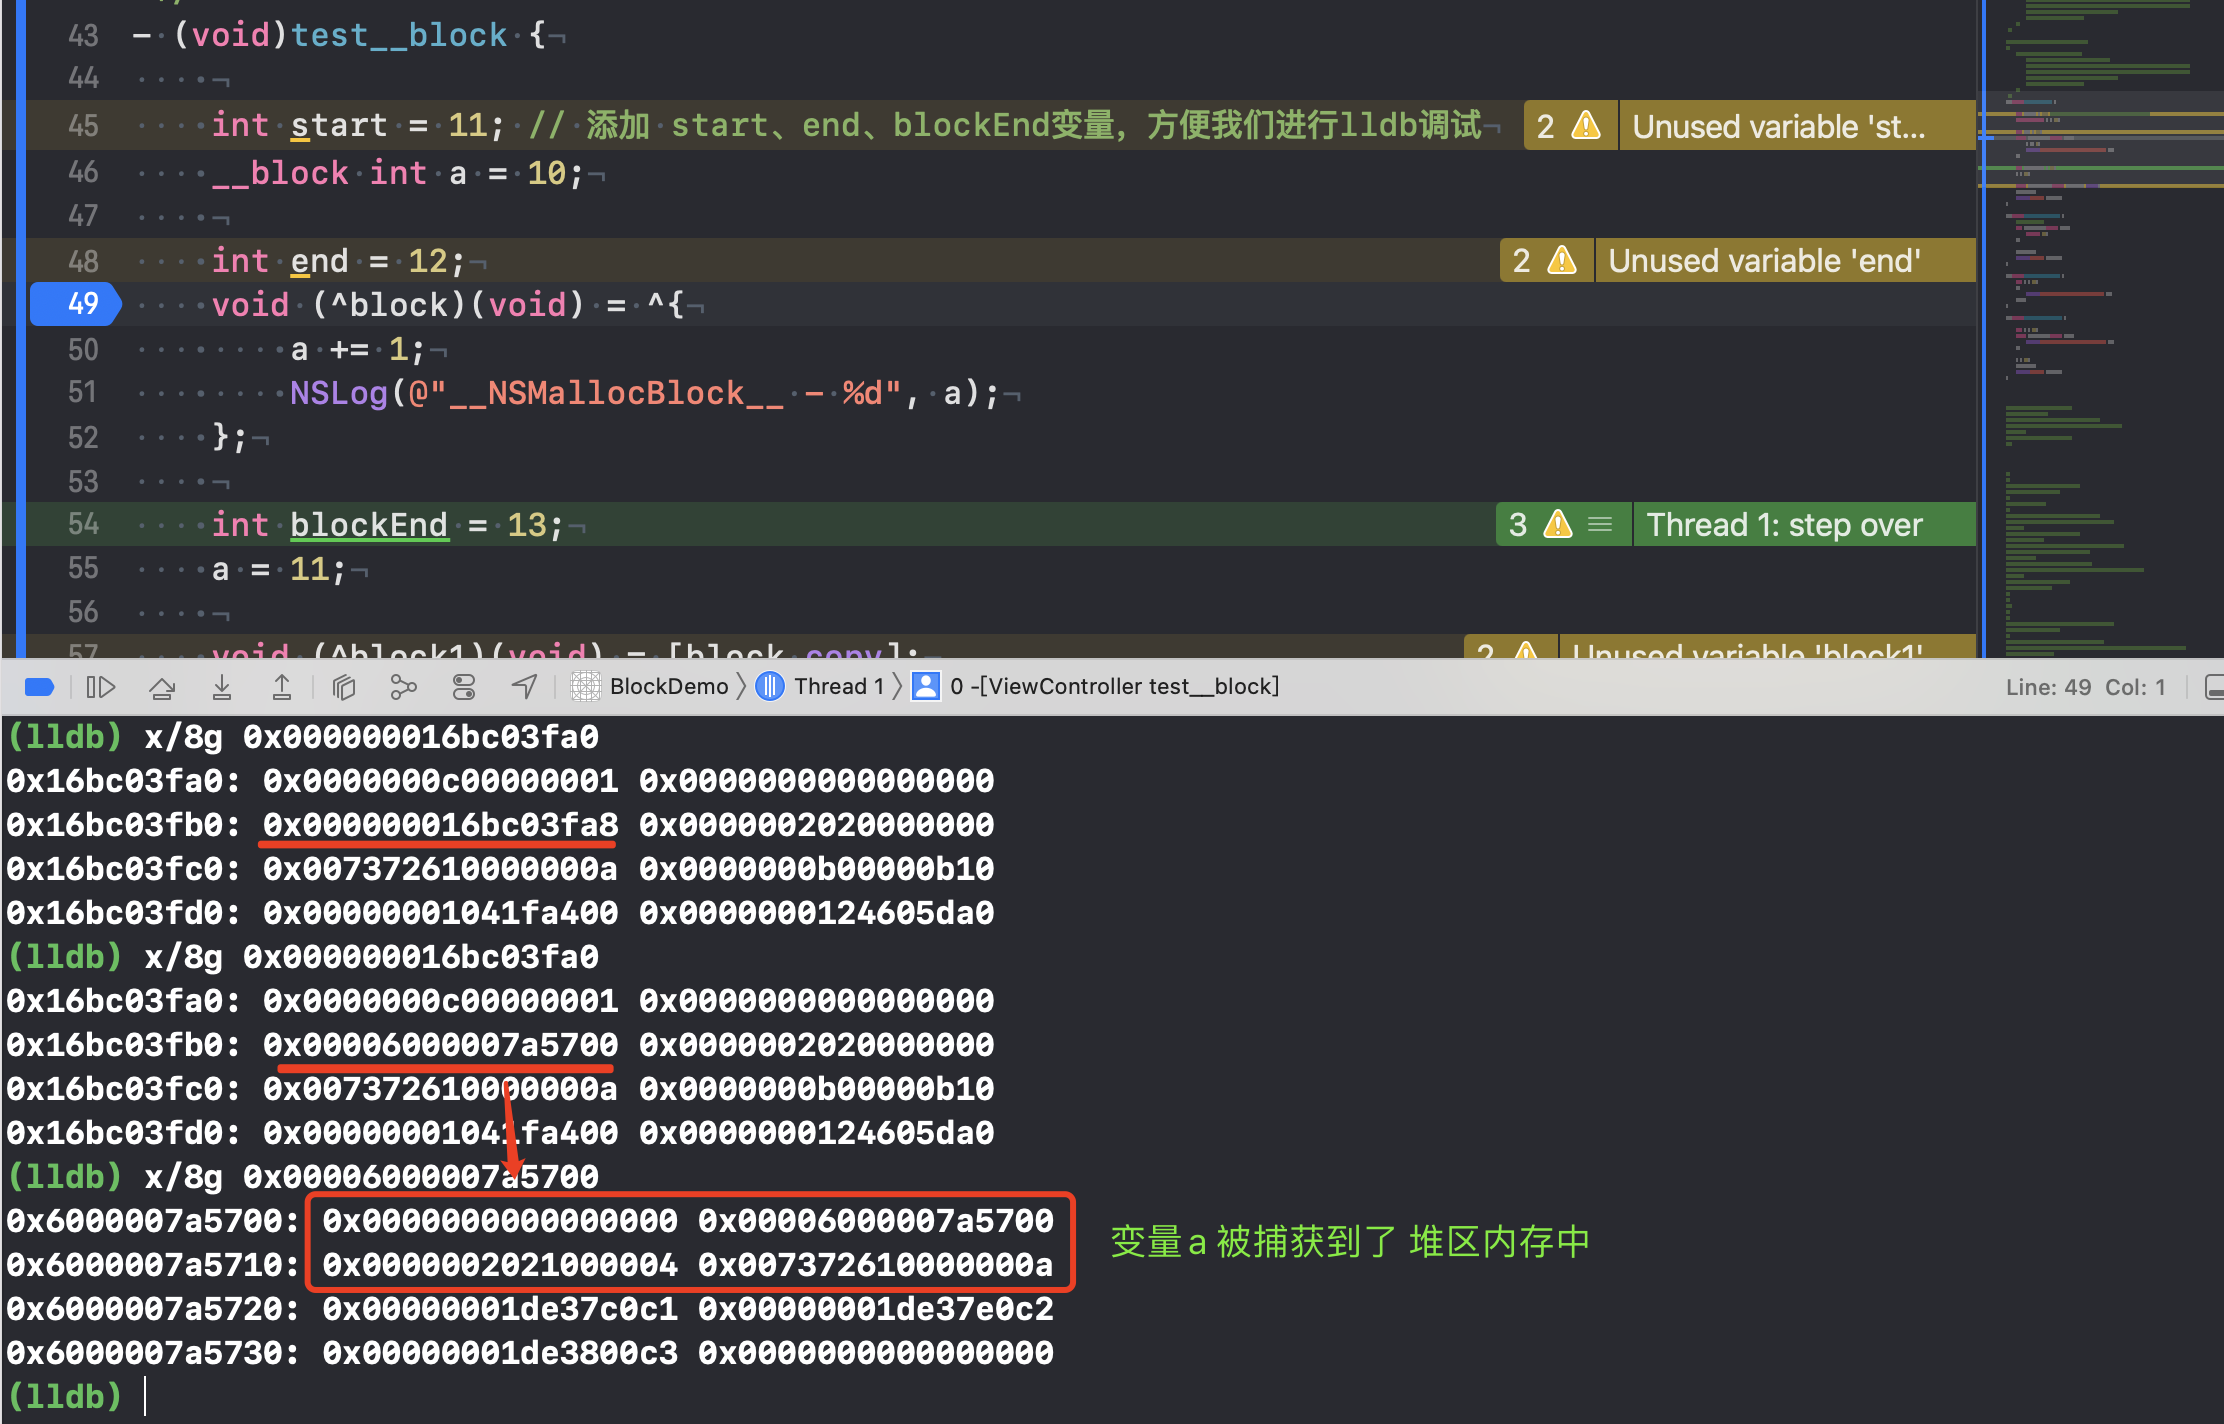 43 - (void)test__block {
44
45 int start = 11; // 添加 start、end、blockEnd变量，方便我们进行lldb调试 2 Unused variable 'st...
46 __block int a = 10;
47
48 int end = 12; 2 Unused variable 'end'
49 void (^block)(void) = ^{
50 a += 1;
51 NSLog(@"__NSMallocBlock__ - %d", a);
52 };
53
54 int blockEnd = 13; 3 Thread 1: step over
55 a = 11;
56
57 void (^block1)(void) = [block copy]; 2 Unused variable 'block1'
BlockDemo Thread 1 0 -[ViewController test__block] Line: 49 Col: 1
(lldb) x/8g 0x000000016bc03fa0
0x16bc03fa0: 0x0000000c00000001 0x0000000000000000
0x16bc03fb0: 0x000000016bc03fa8 0x0000002020000000
0x16bc03fc0: 0x007372610000000a 0x0000000b00000b10
0x16bc03fd0: 0x00000001041fa400 0x0000000124605da0
(lldb) x/8g 0x000000016bc03fa0
0x16bc03fa0: 0x0000000c00000001 0x0000000000000000
0x16bc03fb0: 0x00006000007a5700 0x0000002020000000
0x16bc03fc0: 0x007372610000000a 0x0000000b00000b10
0x16bc03fd0: 0x00000001041fa400 0x0000000124605da0
(lldb) x/8g 0x00006000007a5700
0x6000007a5700: 0x0000000000000000 0x00006000007a5700
0x6000007a5710: 0x0000002021000004 0x007372610000000a
变量a 被捕获到了 堆区内存中
0x6000007a5720: 0x00000001de37c0c1 0x00000001de37e0c2
0x6000007a5730: 0x00000001de3800c3 0x0000000000000000
(lldb)